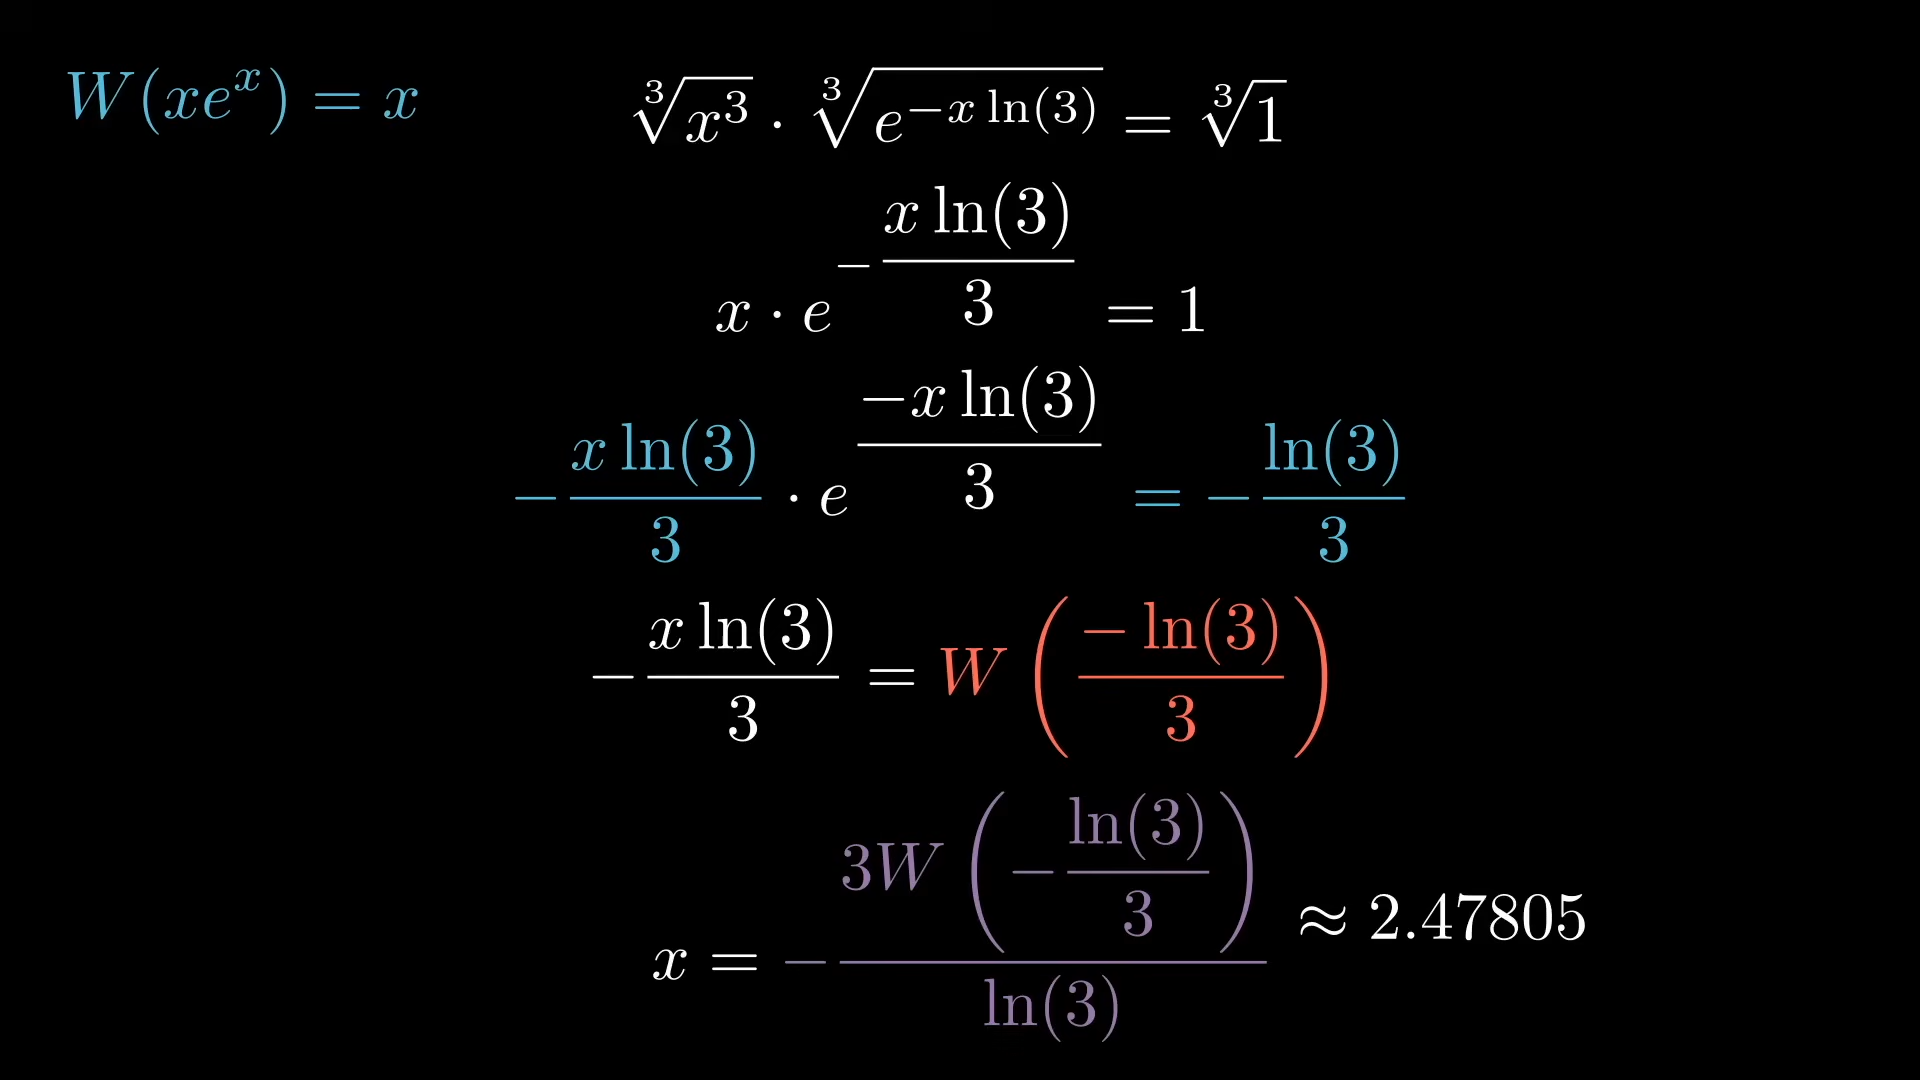 W(xeˣ) = x
∛(x³) · ∛(e^(−x ln(3))) = ∛1
x · e^(−(x ln(3))/3) = 1
−(x ln(3))/3 · e^((−x ln(3))/3) = −ln(3)/3
−(x ln(3))/3 = W((−ln(3))/3)
x = −(3W(−ln(3)/3))/ln(3) ≈ 2.47805